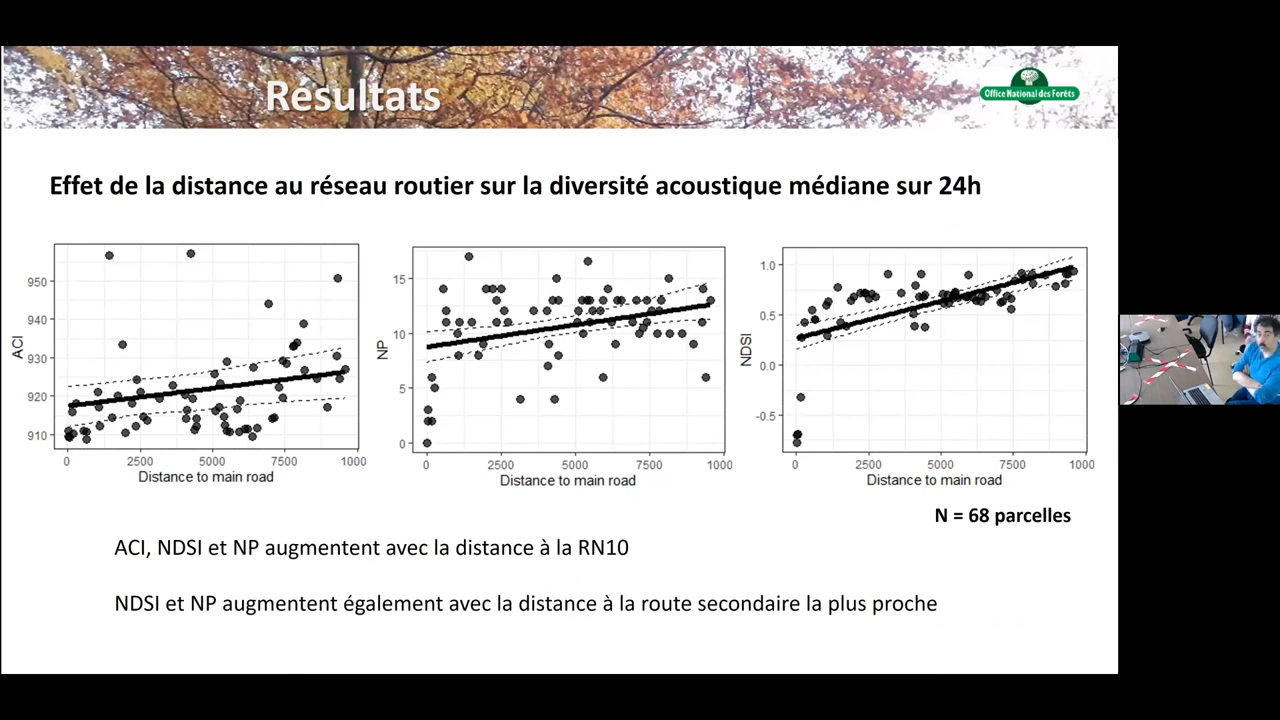 Résultats
Office National des Forêts
Effet de la distance au réseau routier sur la diversité acoustique médiane sur 24h
ACI
950
940
930
920
910
0 2500 5000 7500 1000
Distance to main road
NP
15
10
5
0
0 2500 5000 7500 1000
Distance to main road
NDSI
1.0
0.5
0.0
-0.5
0 2500 5000 7500 1000
Distance to main road
N = 68 parcelles
ACI, NDSI et NP augmentent avec la distance à la RN10
NDSI et NP augmentent également avec la distance à la route secondaire la plus proche